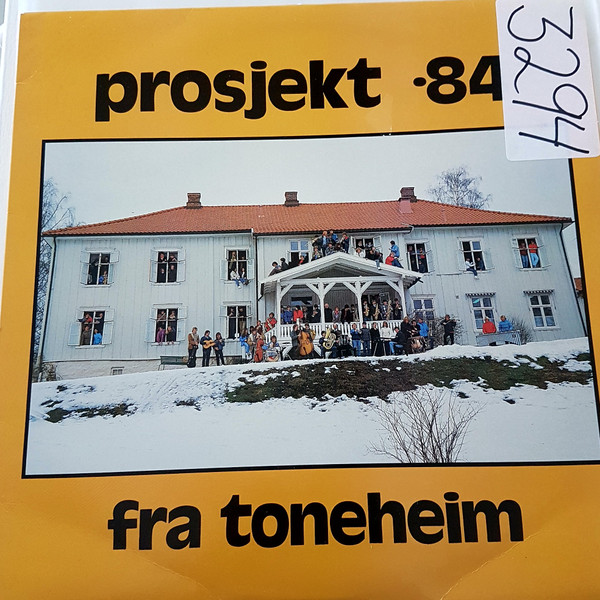 prosjekt ·84
3294
fra toneheim